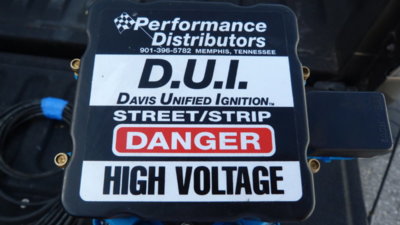 Performance
Distributors
901-396-5782 MEMPHIS, TENNESSEE
D.U.I.
DAVIS UNIFIED IGNITION™
STREET/STRIP
DANGER
HIGH VOLTAGE